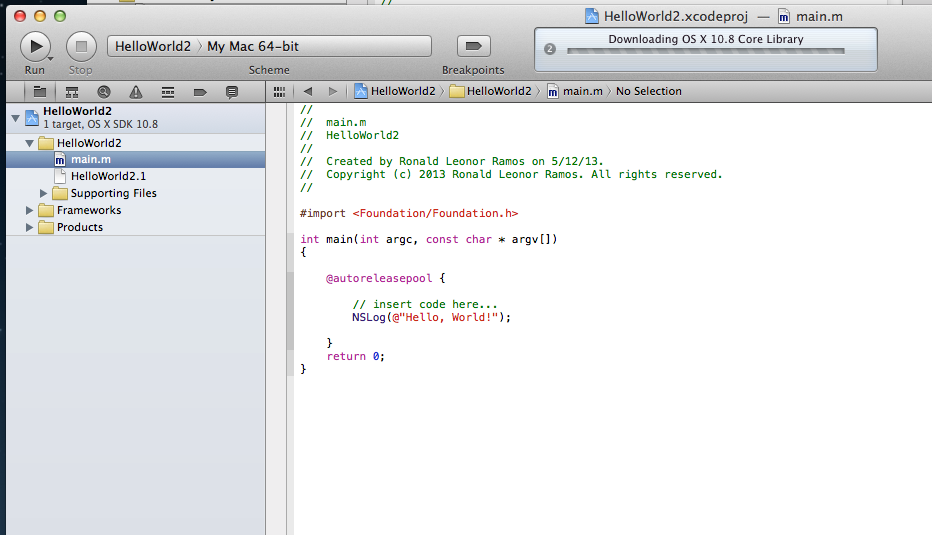 //
HelloWorld2.xcodeproj — main.m
HelloWorld2 My Mac 64-bit
2 Downloading OS X 10.8 Core Library
Run Stop Scheme Breakpoints
HelloWorld2 HelloWorld2 main.m No Selection
HelloWorld2
1 target, OS X SDK 10.8
HelloWorld2
main.m
HelloWorld2.1
Supporting Files
Frameworks
Products
//
//  main.m
//  HelloWorld2
//
//  Created by Ronald Leonor Ramos on 5/12/13.
//  Copyright (c) 2013 Ronald Leonor Ramos. All rights reserved.
//
#import <Foundation/Foundation.h>
int main(int argc, const char * argv[])
{
@autoreleasepool {
// insert code here...
NSLog(@"Hello, World!");
}
return 0;
}